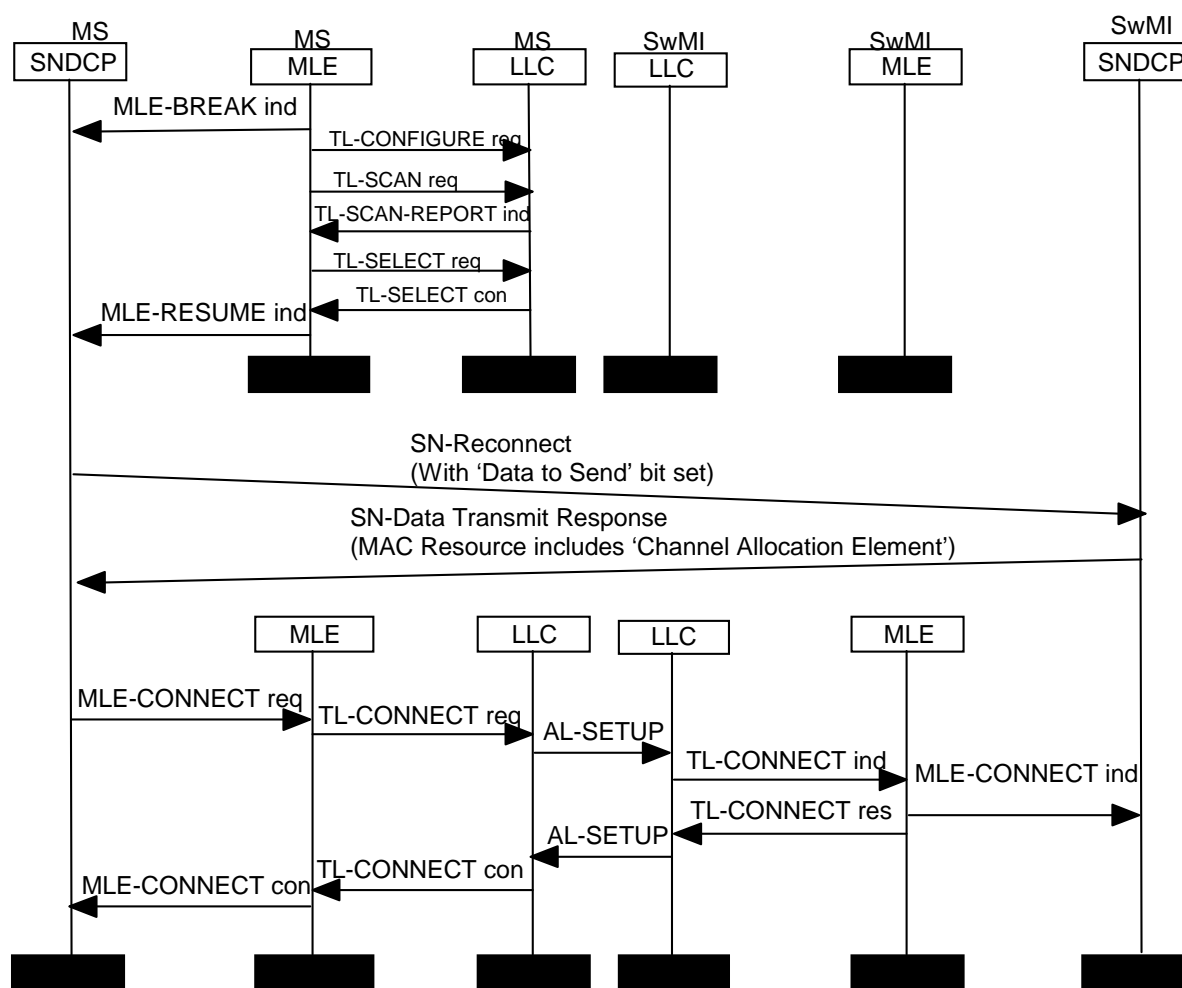 MS
MS
MS
SwMI
SwMI
SwMI
SNDCP
MLE
LLC
LLC
MLE
SNDCP
MLE-BREAK ind
TL-CONFIGURE req
TL-SCAN req
TL-SCAN-REPORT ind
TL-SELECT req
TL-SELECT con
MLE-RESUME ind
SN-Reconnect
(With ‘Data to Send’ bit set)
SN-Data Transmit Response
(MAC Resource includes ‘Channel Allocation Element’)
MLE
LLC
LLC
MLE
MLE-CONNECT req
TL-CONNECT req
AL-SETUP
TL-CONNECT ind
MLE-CONNECT ind
TL-CONNECT res
AL-SETUP
TL-CONNECT con
MLE-CONNECT con